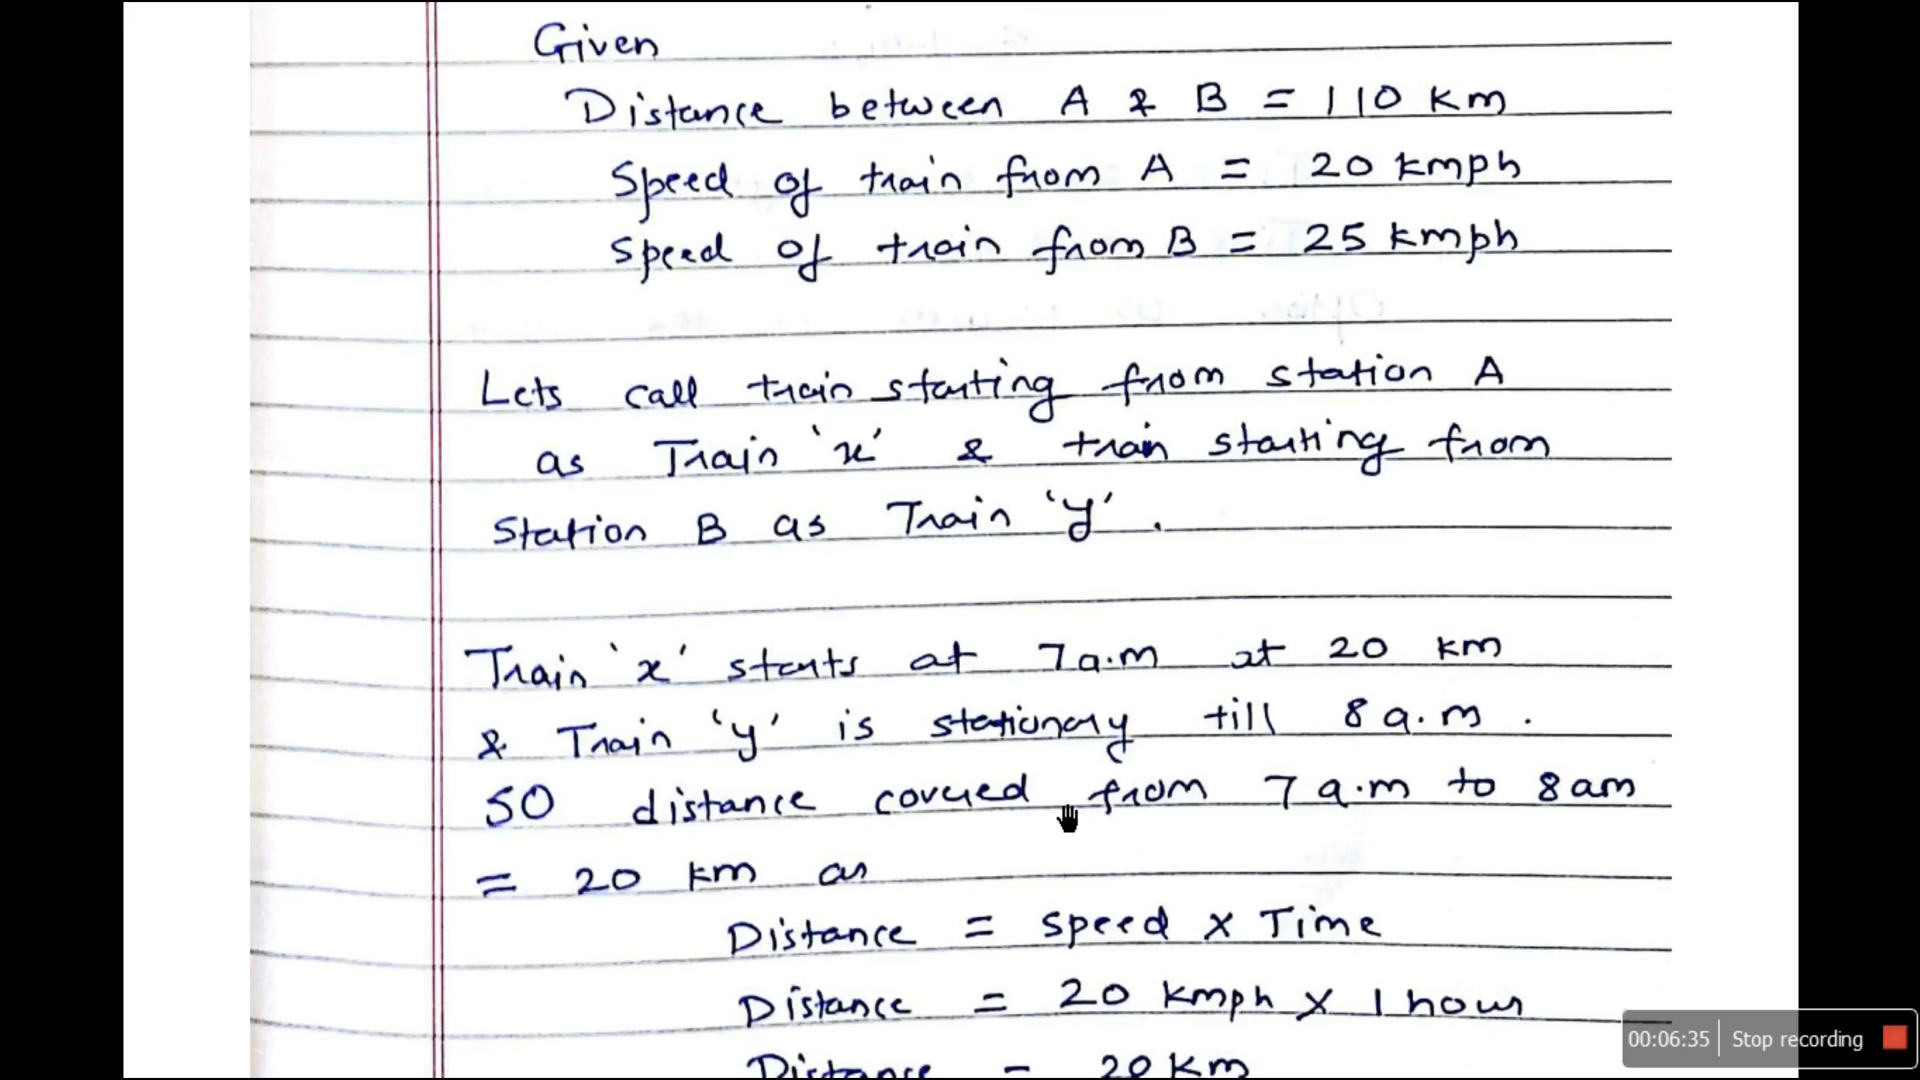 Given
Distance between A & B = 110 km
Speed of train from A = 20 kmph
Speed of train from B = 25 kmph
Lets call train starting from station A
as Train 'x' & train starting from
Station B as Train 'y'.
Train 'x' starts at 7a.m at 20 km
& Train 'y' is stationary till 8 a.m.
SO distance covered from 7 a.m to 8am
= 20 km as
Distance = speed x Time
Distance = 20 kmph x 1 hour
Distance = 20 Km
00:06:35 Stop recording